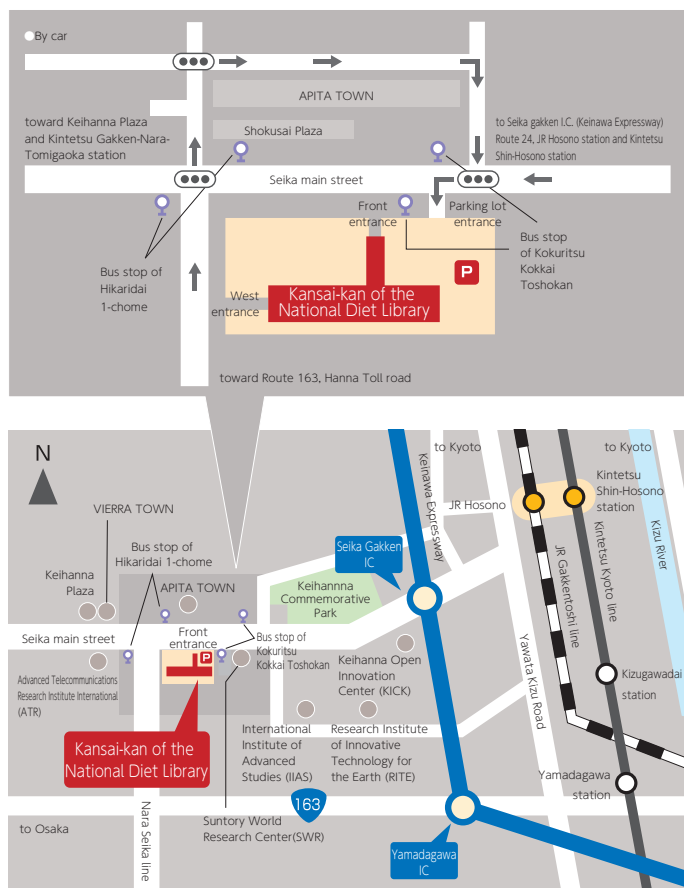 By car
APITA TOWN
toward Keihanna Plaza
and Kintetsu Gakken-Nara-
Tomigaoka station
Shokusai Plaza
to Seika gakken I.C. (Keinawa Expressway)
Route 24, JR Hosono station and Kintetsu
Shin-Hosono station
Seika main street
Front
entrance
Parking lot
entrance
Bus stop of
Hikaridai
1-chome
Bus stop
of Kokuritsu
Kokkai
Toshokan
P
West
entrance
Kansai-kan of the
National Diet Library
toward Route 163, Hanna Toll road
N
to Kyoto
to Kyoto
Keinawa Expressway
Kintetsu
Shin-Hosono
station
JR Hosono
VIERRA TOWN
Bus stop of
Hikaridai 1-chome
Seika Gakken
IC
Kizu River
JR Gakkentoshi line
Kintetsu Kyoto line
Keihanna
Plaza
APITA TOWN
Keihannna
Commemorative
Park
Seika main street
Front
entrance
Bus stop of
Kokuritsu
Kokkai Toshokan
P
Keihanna Open
Innovation
Center (KICK)
Yawata Kizu Road
Kizugawadai
station
Advanced Telecommunications
Research Institute International
(ATR)
Kansai-kan of the
National Diet Library
International
Institute of
Advanced
Studies (IIAS)
Research Institute
of Innovative
Technology for
the Earth (RITE)
Yamadagawa
station
163
Suntory World
Research Center(SWR)
to Osaka
Nara Seika line
Yamadagawa
IC